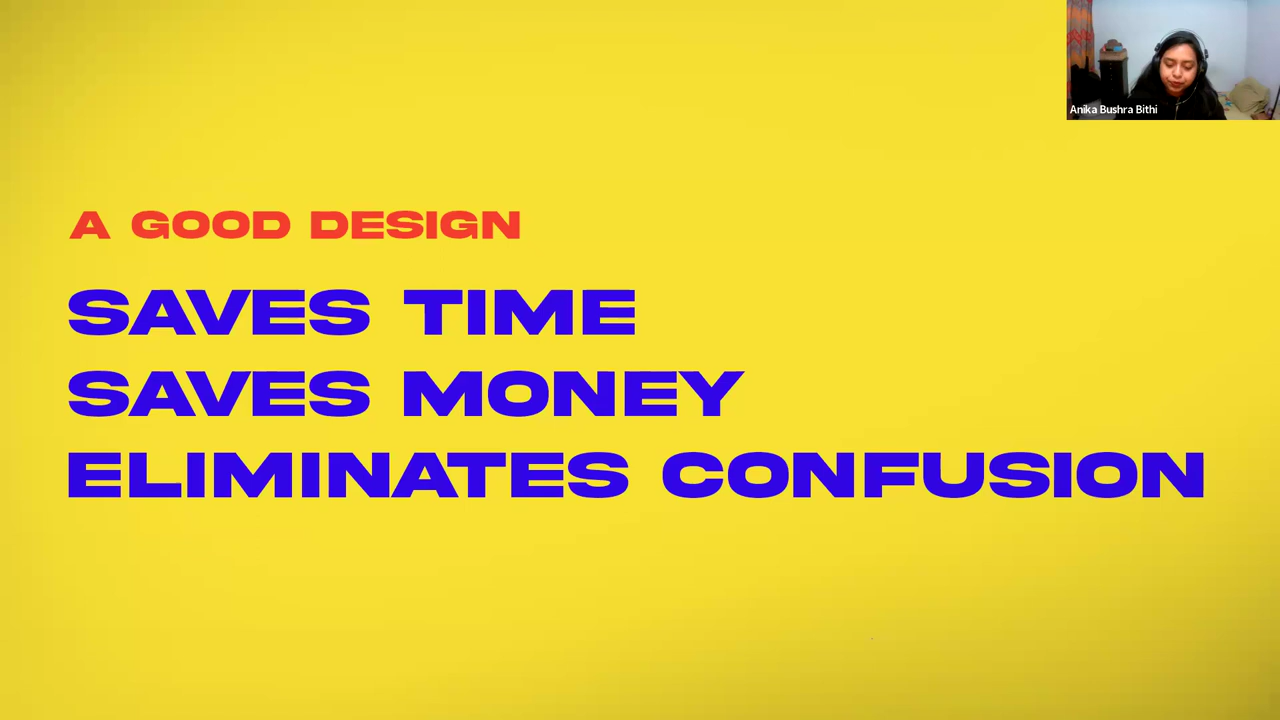 Anika Bushra Bithi
A GOOD DESIGN
SAVES TIME
SAVES MONEY
ELIMINATES CONFUSION